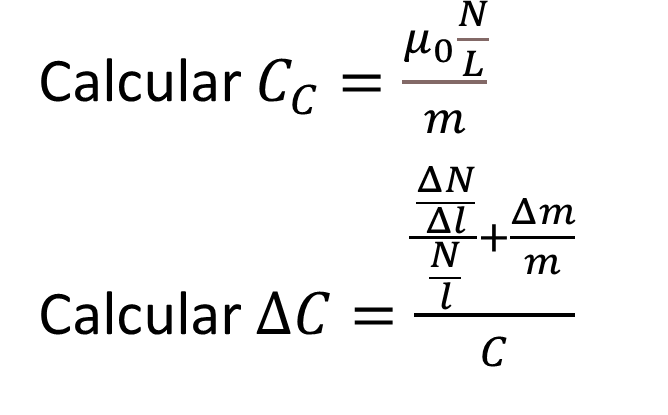 Calcular C_C = (μ₀ N/L)/m
Calcular ΔC = ((ΔN/Δl)/(N/l) + Δm/m)/C